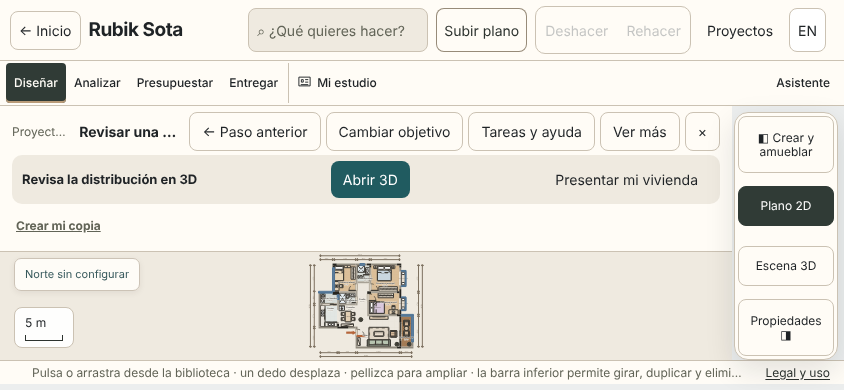 ← Inicio
Rubik Sota
¿Qué quieres hacer?
Subir plano
Deshacer
Rehacer
Proyectos
EN
Diseñar
Analizar
Presupuestar
Entregar
Mi estudio
Asistente
Proyect...
Revisar una ...
← Paso anterior
Cambiar objetivo
Tareas y ayuda
Ver más
×
Revisa la distribución en 3D
Abrir 3D
Presentar mi vivienda
Crear mi copia
Norte sin configurar
5 m
Crear y
amueblar
Plano 2D
Escena 3D
Propiedades
Pulsa o arrastra desde la biblioteca · un dedo desplaza · pellizca para ampliar · la barra inferior permite girar, duplicar y elimi...
Legal y uso